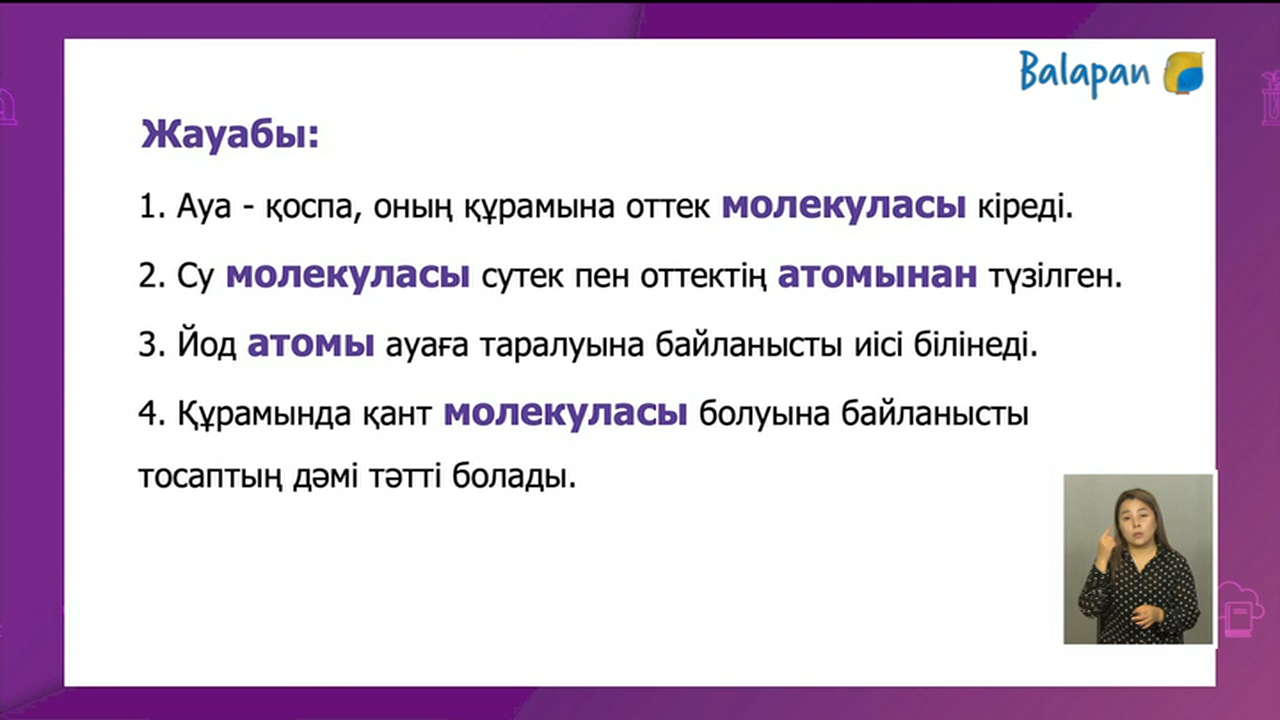 Balapan
Жауабы:
1. Ауа - қоспа, оның құрамына оттек молекуласы кіреді.
2. Су молекуласы сутек пен оттектің атомынан түзілген.
3. Йод атомы ауаға таралуына байланысты иісі білінеді.
4. Құрамында қант молекуласы болуына байланысты
тосаптың дәмі тәтті болады.